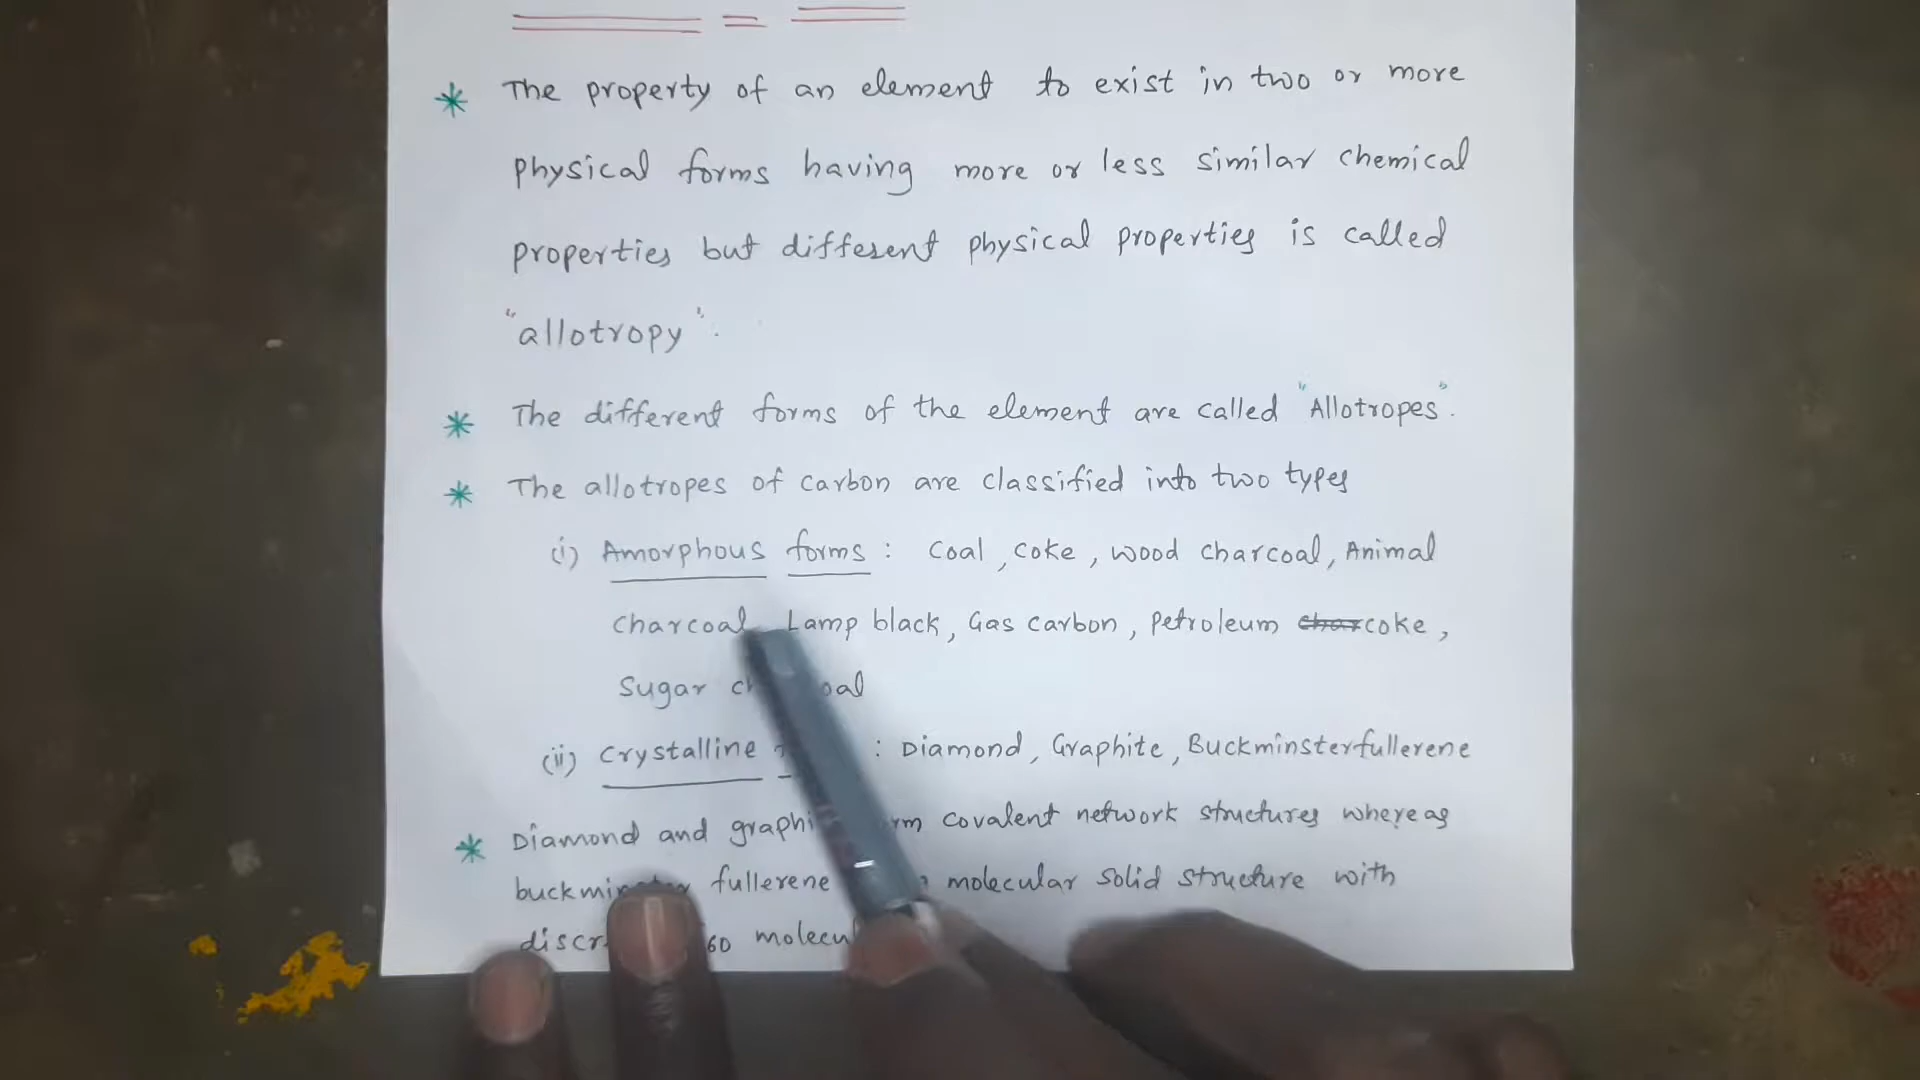 The property of an element to exist in two or more
physical forms having more or less similar chemical
properties but different physical properties is called
"allotropy".
The different forms of the element are called "Allotropes".
The allotropes of carbon are classified into two types
(i) Amorphous forms : coal, coke, wood charcoal, Animal
charcoal Lamp black, Gas carbon, Petroleum coke,
Sugar
(ii) Crystalline : Diamond, Graphite, Buckminsterfullerene
Diamond and covalent network structures whereas
fullerene molecular solid structure with
60